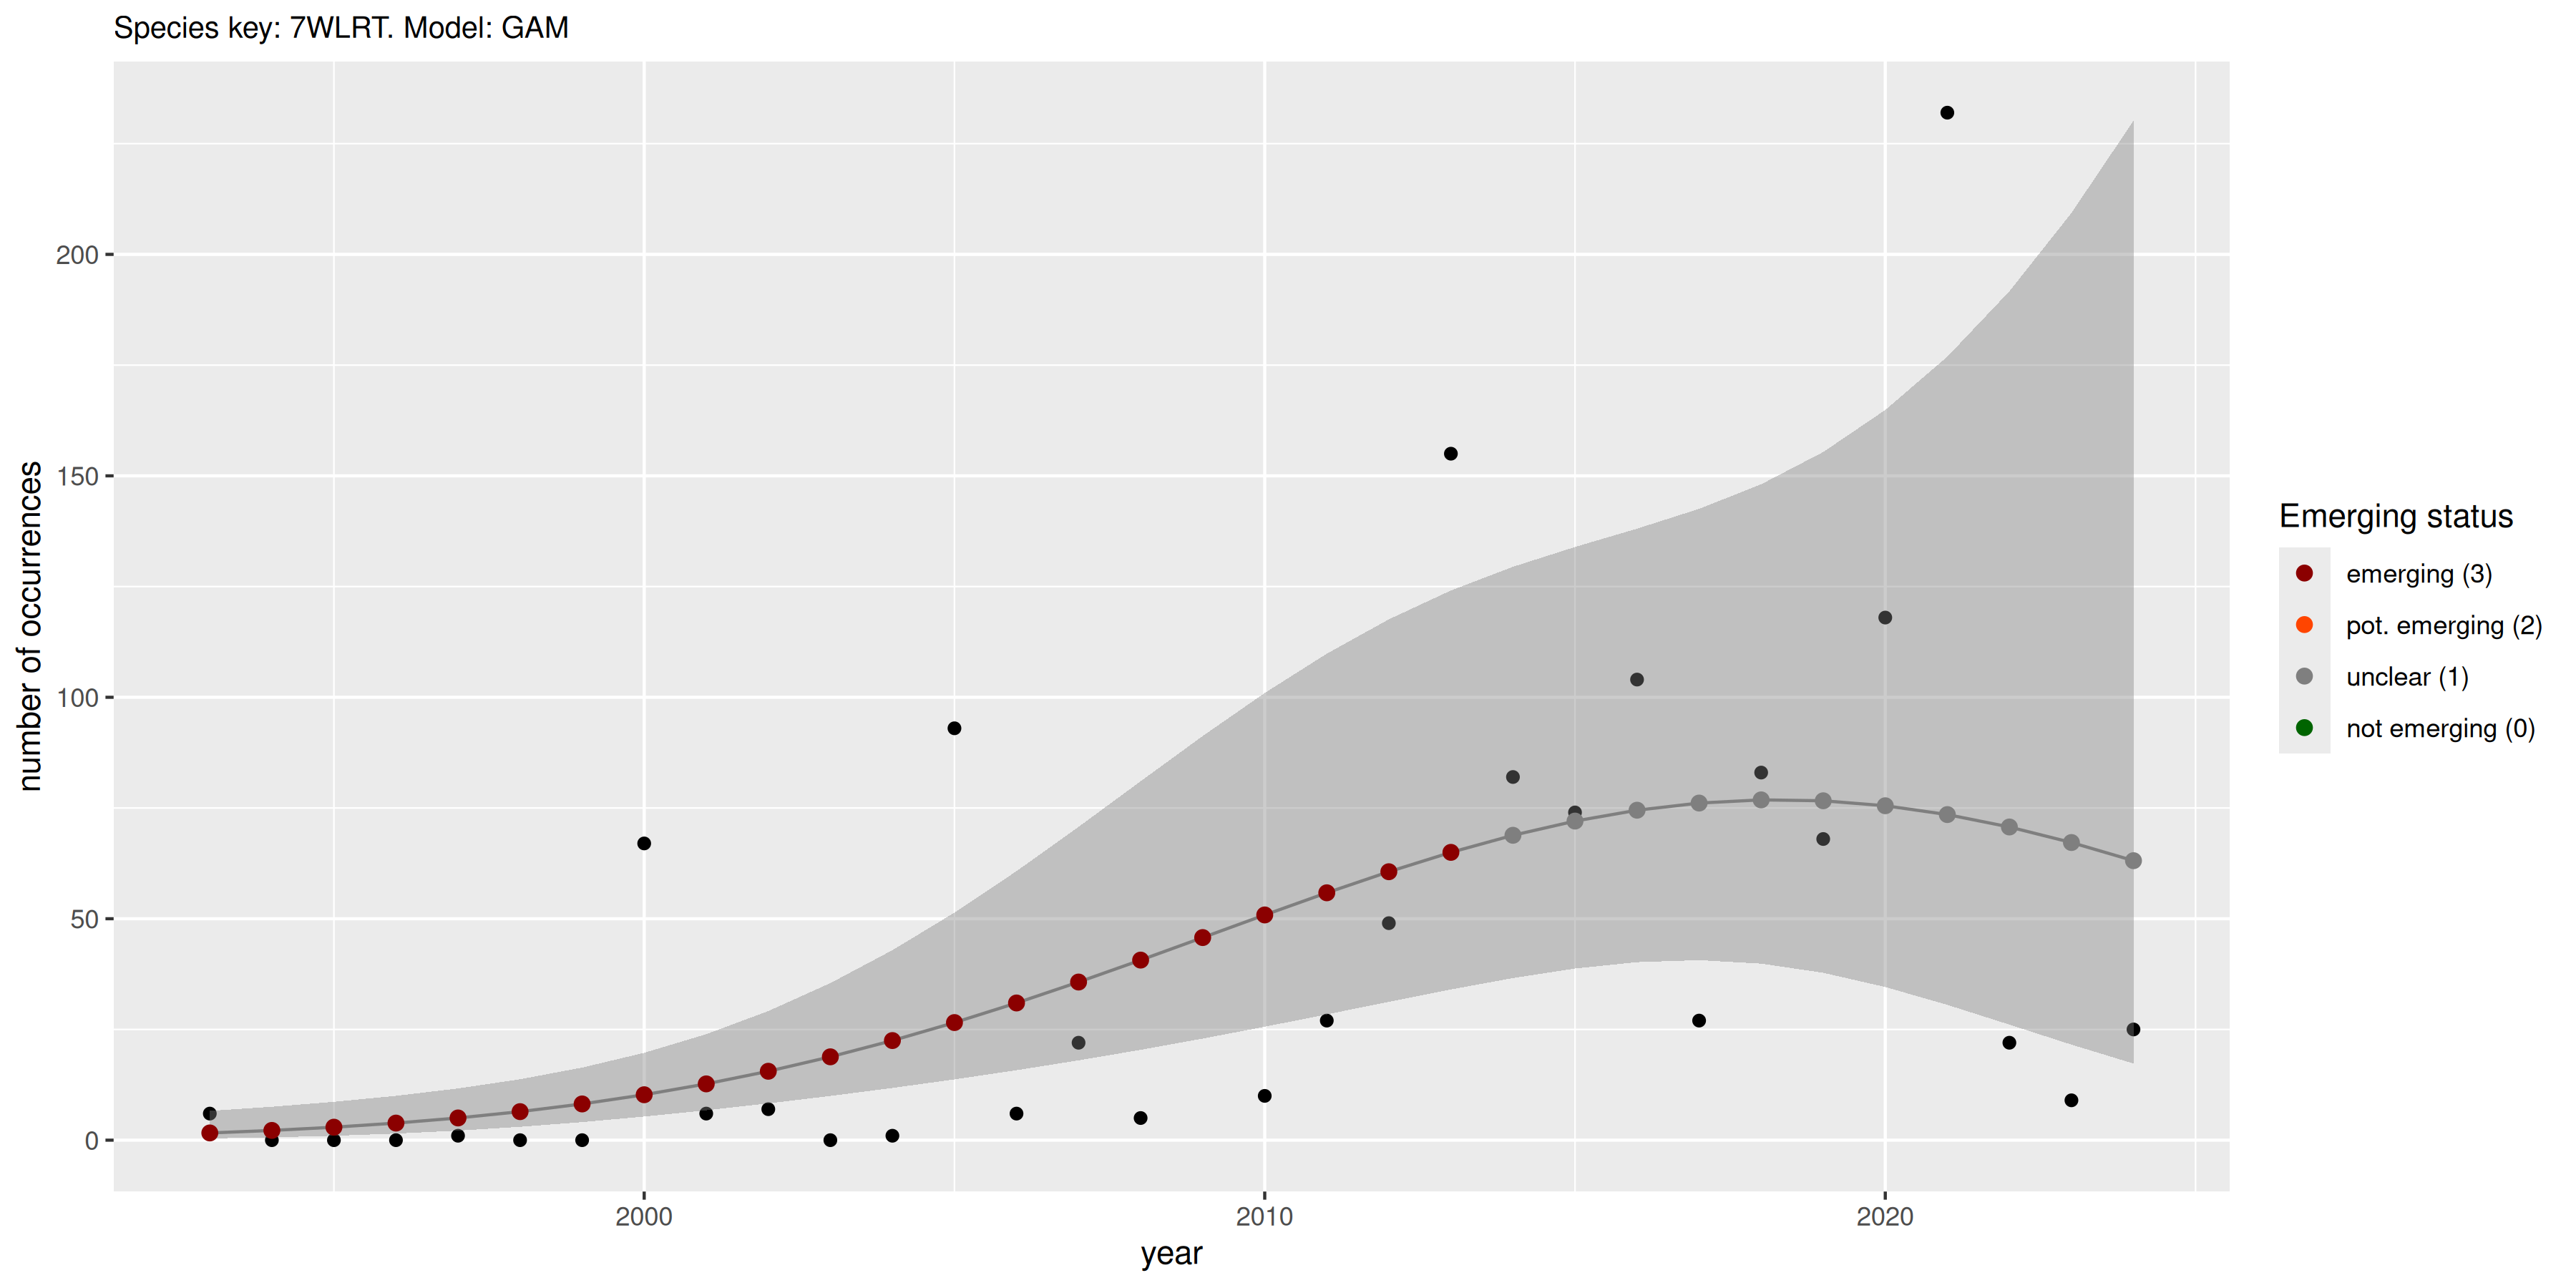 Species key: 7WLRT. Model: GAM
number of occurrences
200
150
100
50
0
2000
2010
2020
year
Emerging status
emerging (3)
pot. emerging (2)
unclear (1)
not emerging (0)